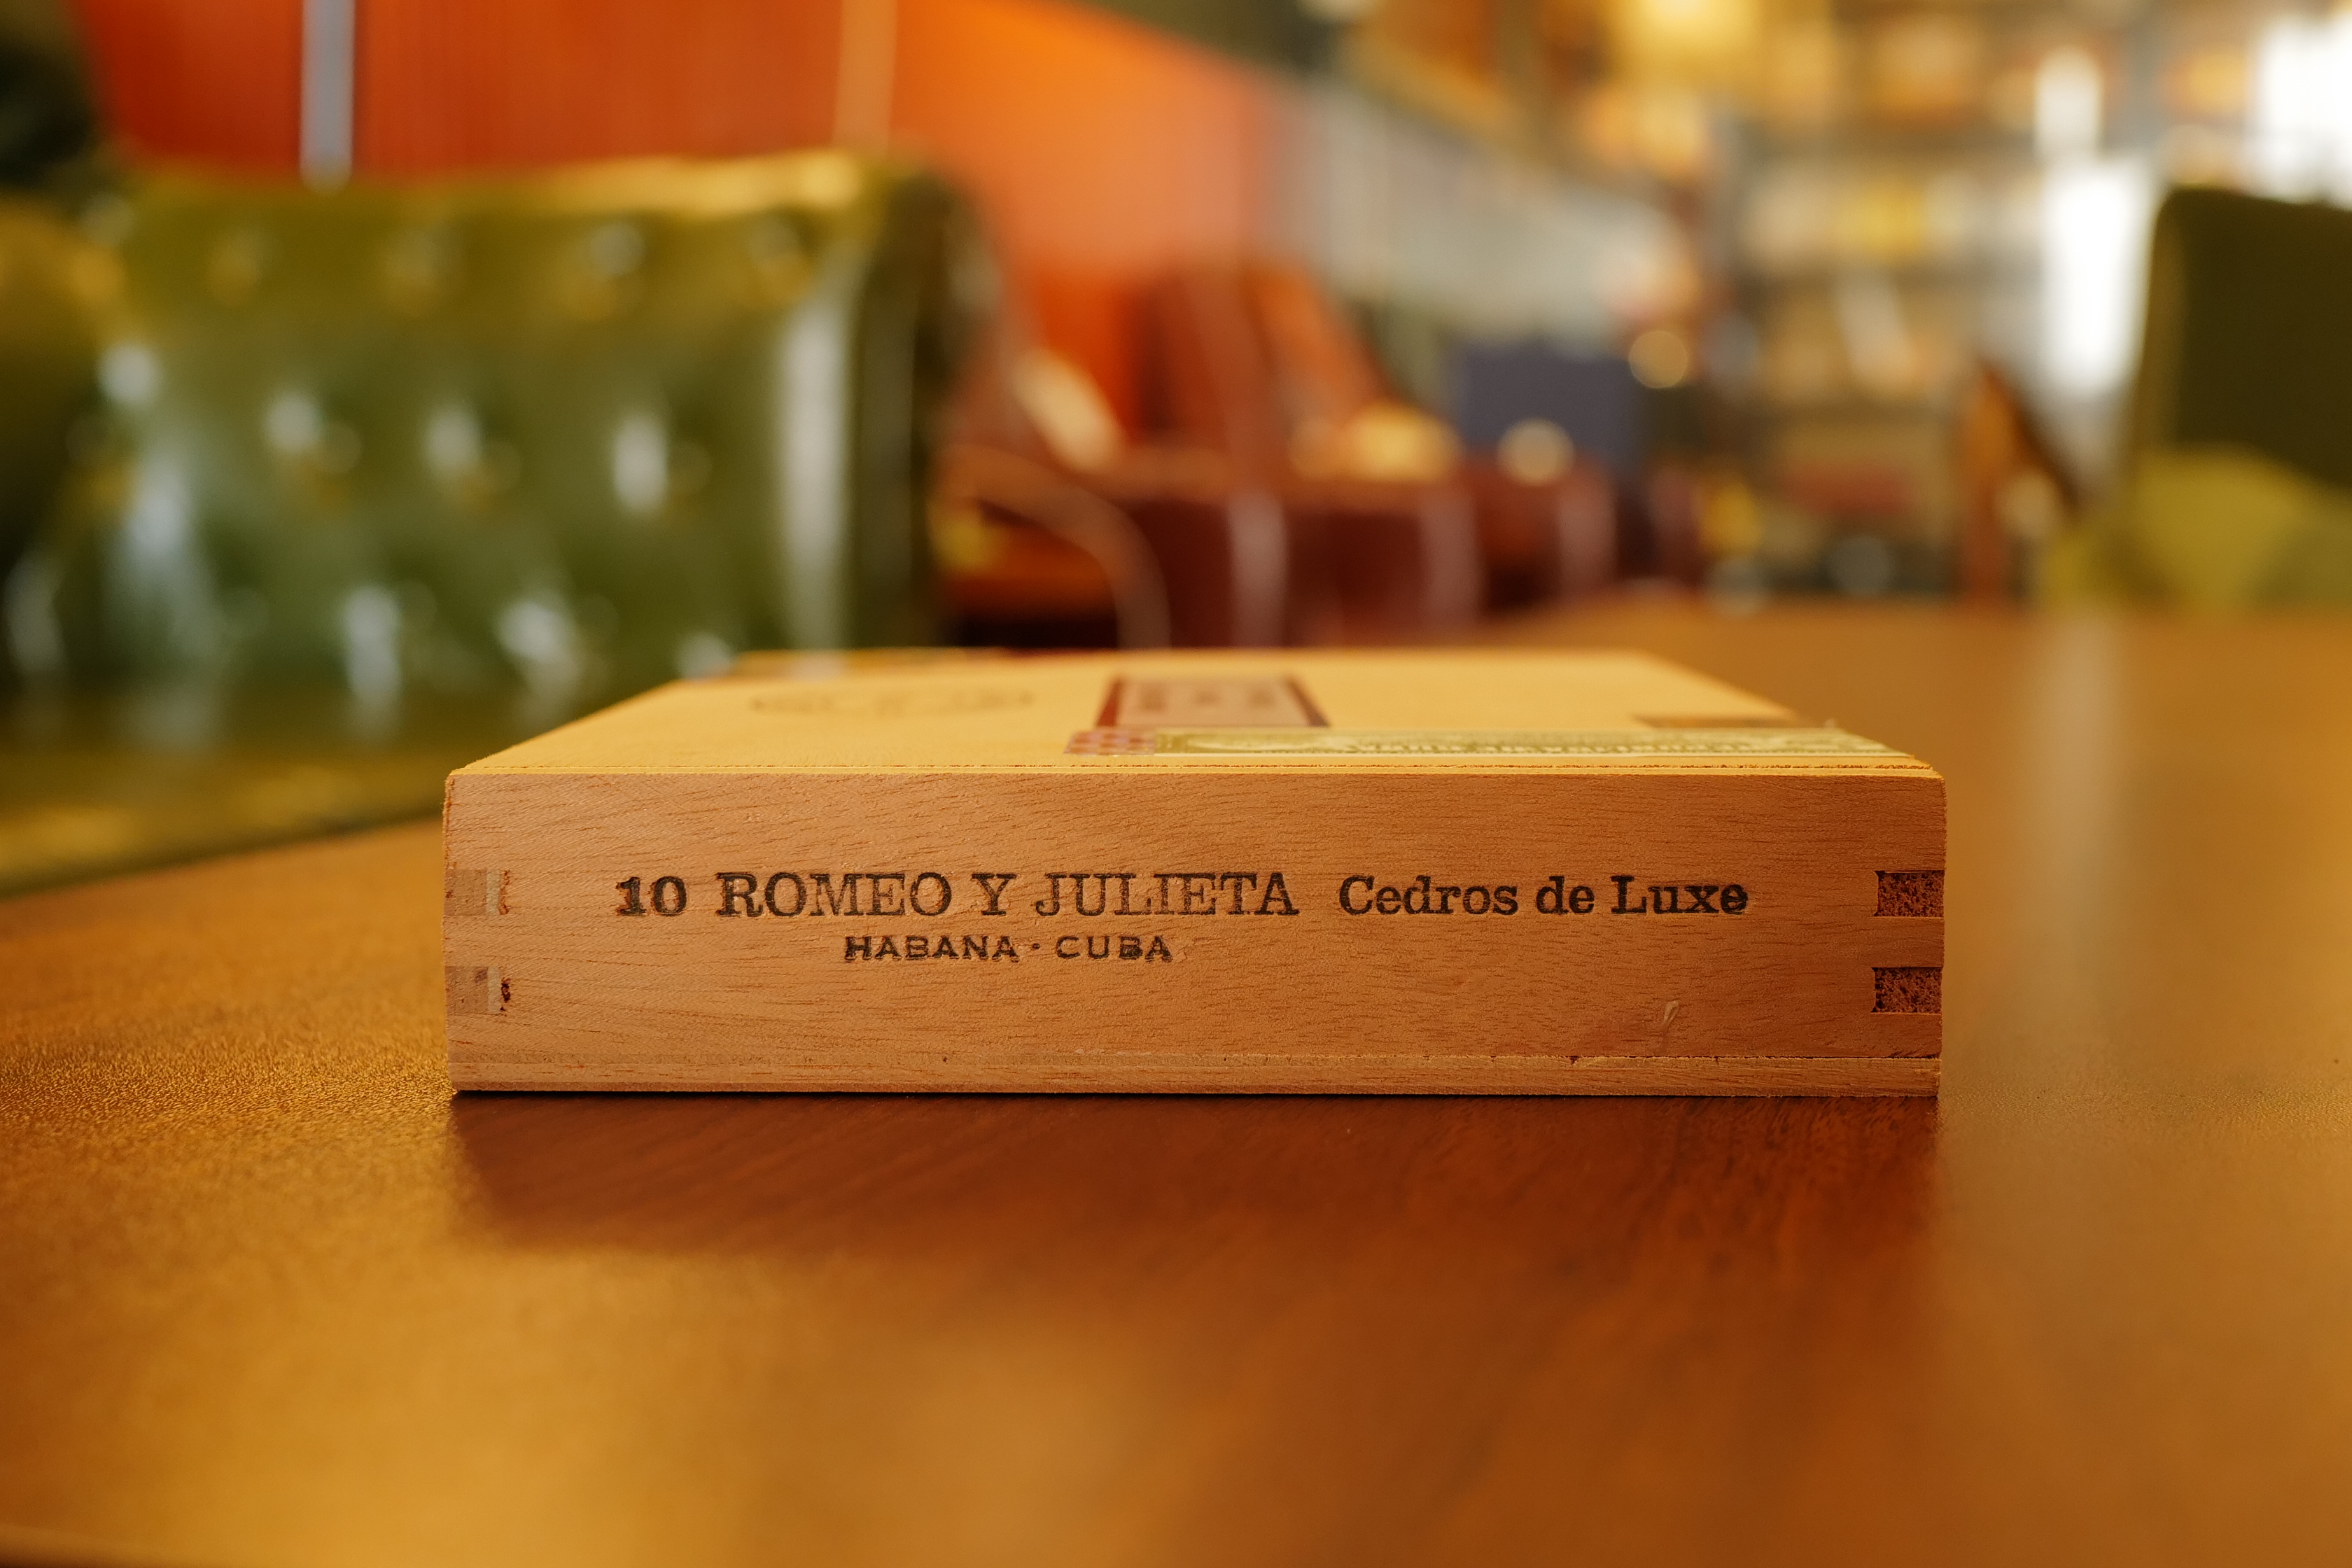 10 ROMEO Y JULIETA Cedros de Luxe
HABANA · CUBA